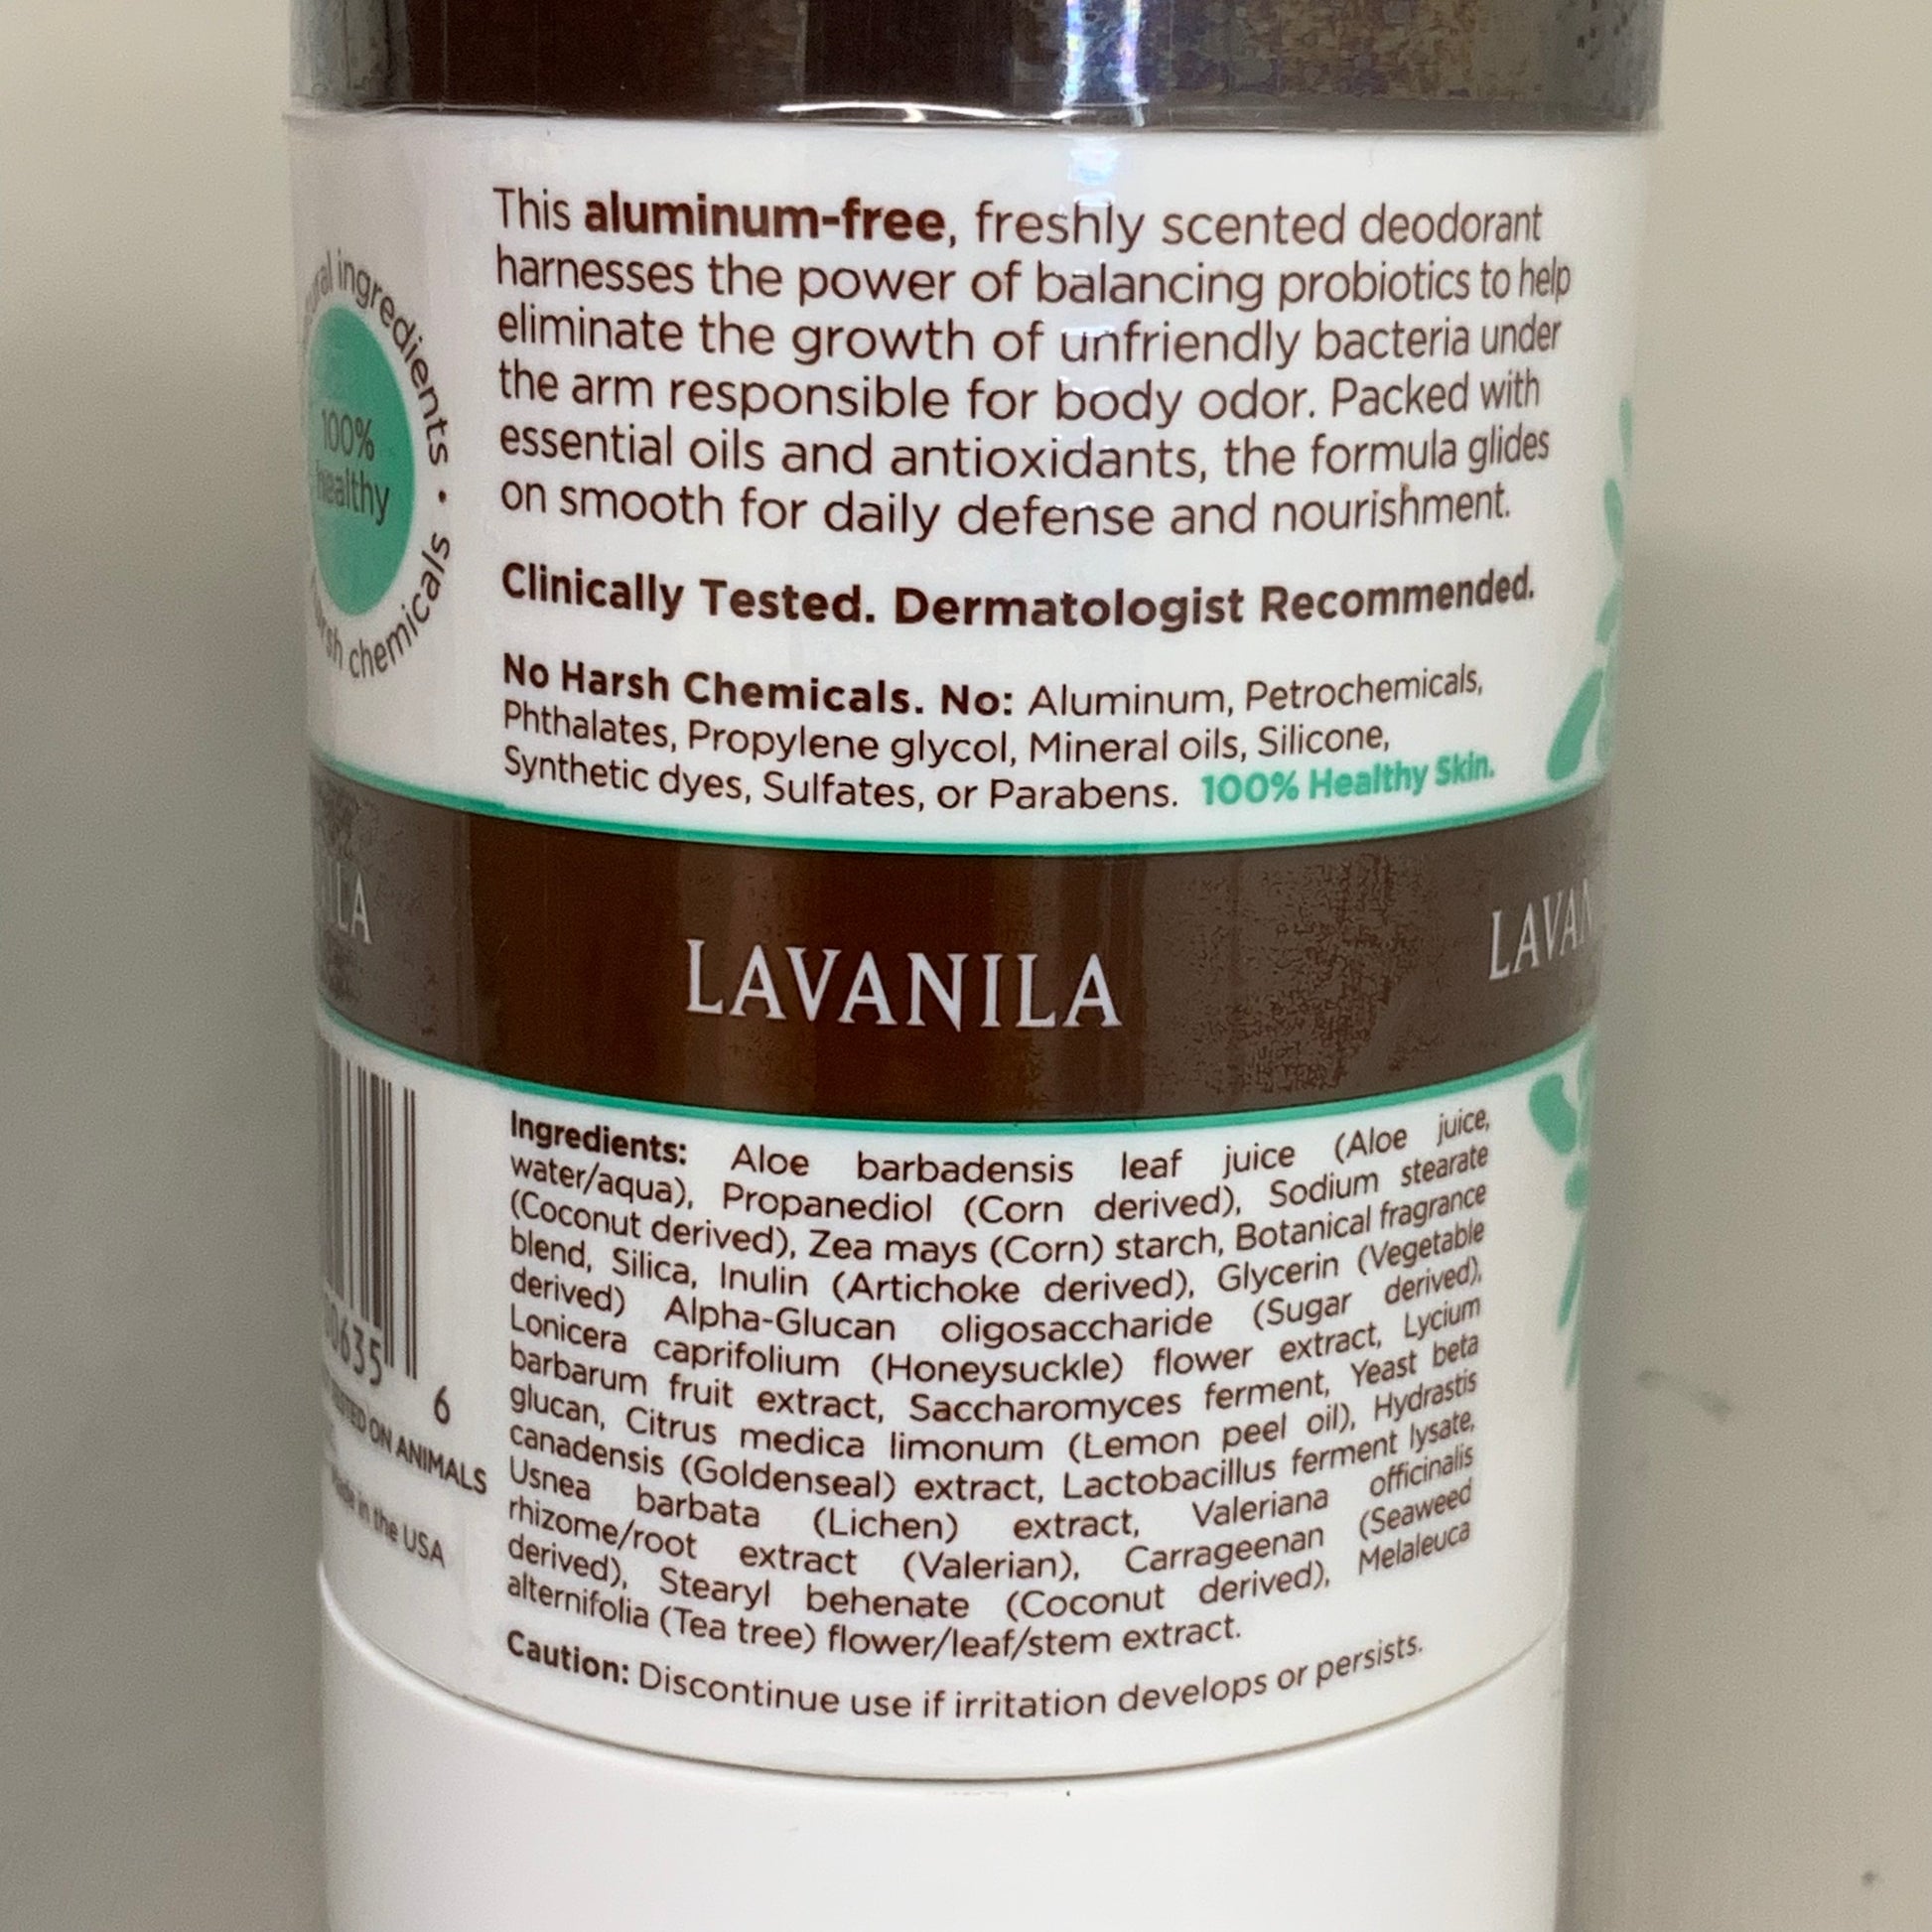 This aluminum-free, freshly scented deodorant
harnesses the power of balancing probiotics to help
eliminate the growth of unfriendly bacteria under
the arm responsible for body odor. Packed with
essential oils and antioxidants, the formula glides
on smooth for daily defense and nourishment.
Clinically Tested. Dermatologist Recommended.
No Harsh Chemicals. No: Aluminum, Petrochemicals,
Phthalates, Propylene glycol, Mineral oils, Silicone,
Synthetic dyes, Sulfates, or Parabens. 100% Healthy Skin.
ingredients •
100%
healthy
chemicals
LAVANILA
Ingredients: Aloe barbadensis leaf juice (Aloe juice,
water/aqua), Propanediol (Corn derived), Sodium stearate
(Coconut derived), Zea mays (Corn) starch, Botanical fragrance
blend, Silica, Inulin (Artichoke derived), Glycerin (Vegetable
derived) Alpha-Glucan oligosaccharide (Sugar derived),
Lonicera caprifolium (Honeysuckle) flower extract, Lycium
barbarum fruit extract, Saccharomyces ferment, Yeast beta
glucan, Citrus medica limonum (Lemon peel oil), Hydrastis
canadensis (Goldenseal) extract, Lactobacillus ferment lysate,
Usnea barbata (Lichen) extract, Valeriana officinalis
rhizome/root extract (Valerian), Carrageenan (Seaweed
derived), Stearyl behenate (Coconut derived), Melaleuca
alternifolia (Tea tree) flower/leaf/stem extract.
Caution: Discontinue use if irritation develops or persists.
6
ON ANIMALS
in the USA